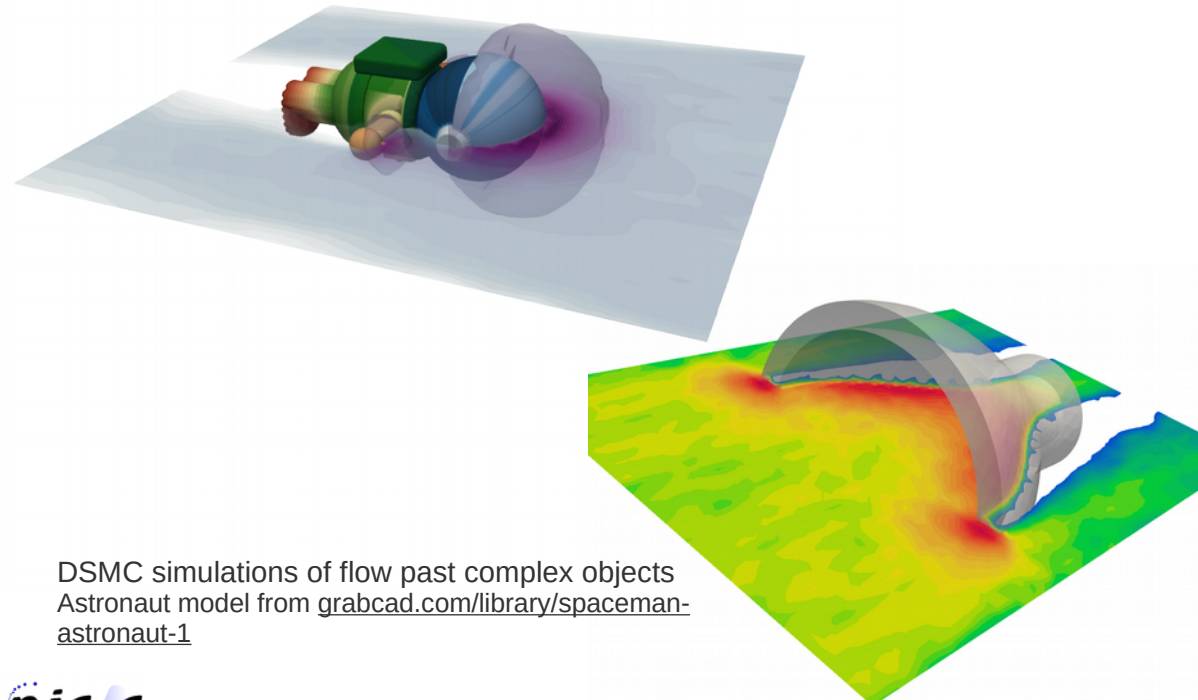 DSMC simulations of flow past complex objects
Astronaut model from grabcad.com/library/spaceman-
astronaut-1